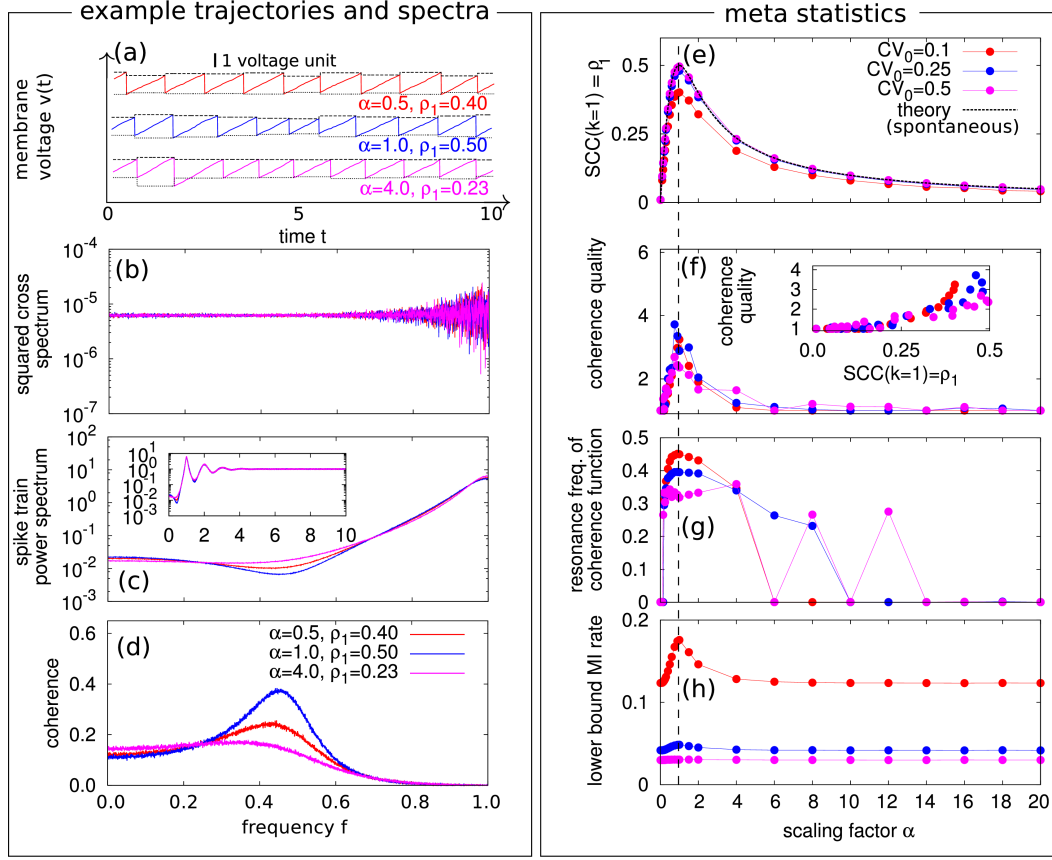 example trajectories and spectra
(a)
1 voltage unit
membrane
voltage v(t)
α=0.5, ρ1=0.40
α=1.0, ρ1=0.50
α=4.0, ρ1=0.23
0
5
10
time t
(b)
squared cross
spectrum
10-4
10-5
10-6
10-7
spike train
power spectrum
102
101
100
10-1
10-2
10-3
101
100
10-1
10-2
10-3
0 2 4 6 8 10
(c)
(d)
coherence
0.6
0.4
0.2
0.0
α=0.5, ρ1=0.40
α=1.0, ρ1=0.50
α=4.0, ρ1=0.23
0.0 0.2 0.4 0.6 0.8 1.0
frequency f
meta statistics
(e)
SCC(k=1) = ρ1
0.5
0.25
0
CV0=0.1
CV0=0.25
CV0=0.5
theory
(spontaneous)
(f)
coherence quality
6
4
2
coherence
quality
4
3
2
1
0 0.25 0.5
SCC(k=1)=ρ1
resonance freq. of
coherence function
0.5
0.4
0.3
0.2
0.1
0
(g)
lower bound MI rate
0.2
0.1
0
(h)
0 2 4 6 8 10 12 14 16 18 20
scaling factor α